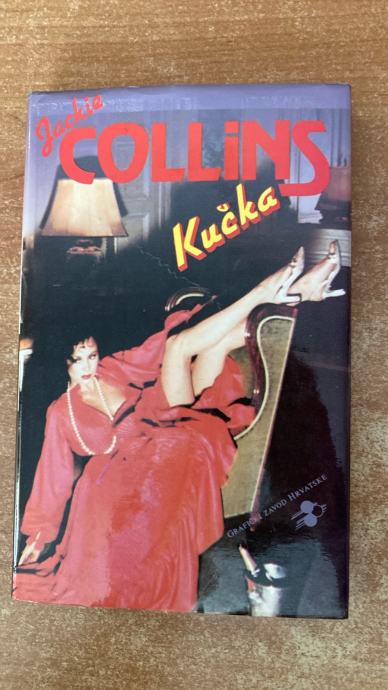 Jackie
COLLiNS
Kučka
GRAFIČKI ZAVOD HRVATSKE